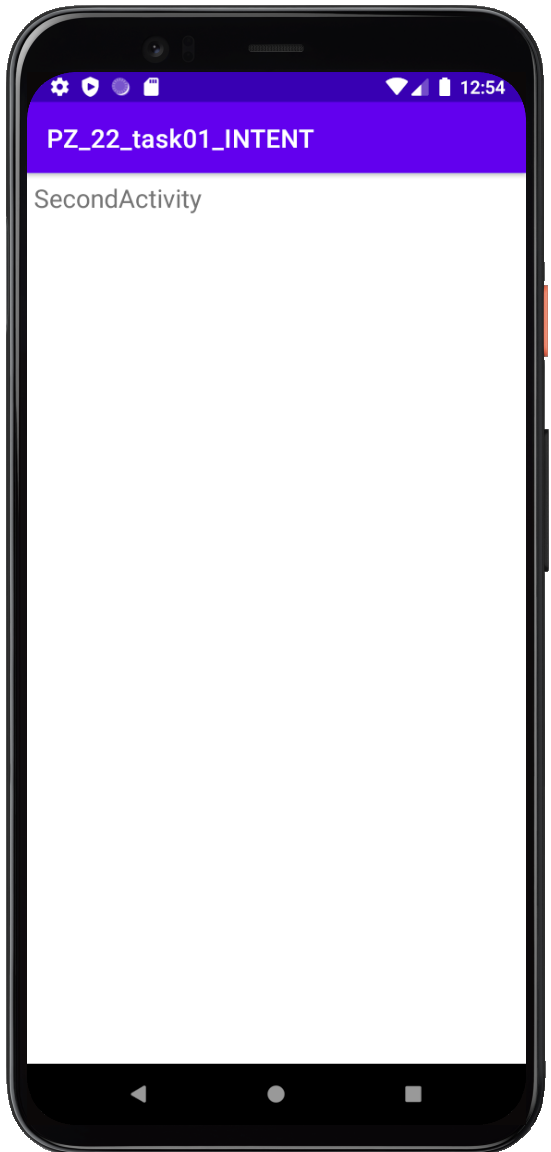 12:54
PZ_22_task01_INTENT
SecondActivity